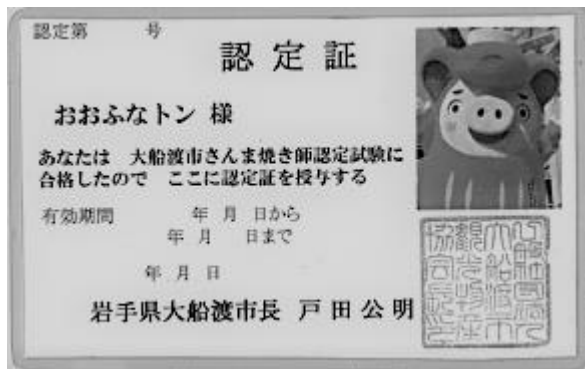 認定第　　　号
認定証
おおふなトン 様
あなたは　大船渡市さんま焼き師認定試験に
合格したので　ここに認定証を授与する
有効期間　　　　年 月 日から
年 月　日まで
年 月 日
岩手県大船渡市長 戸田公明